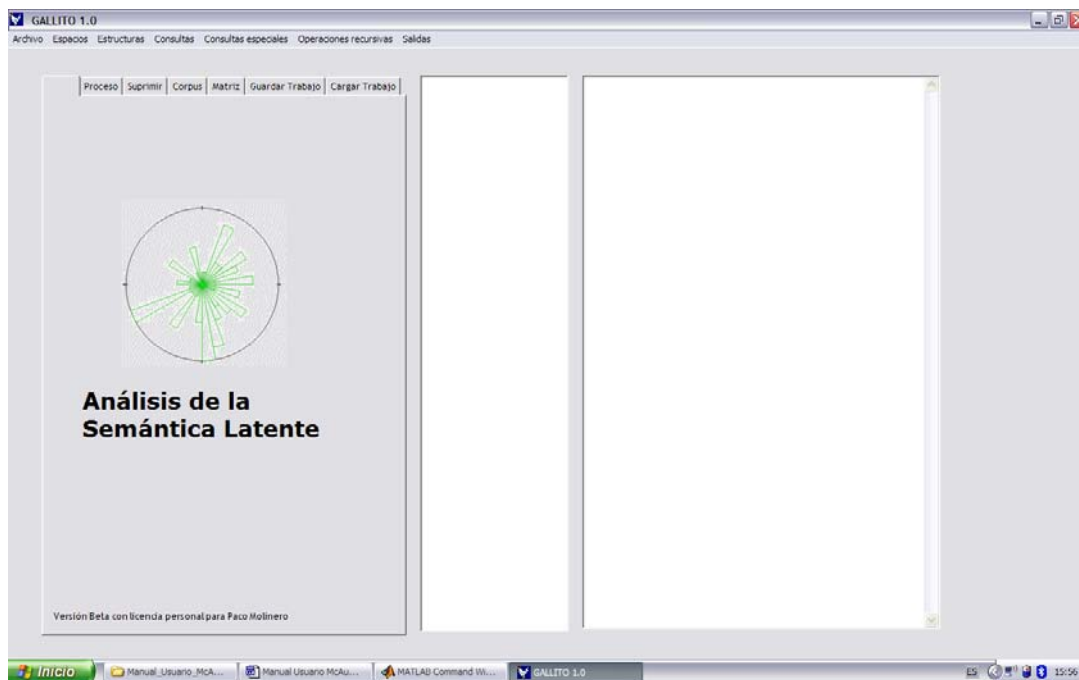 GALLITO 1.0
Archivo Espacios Estructuras Consultas Consultas especiales Operaciones recursivas Salidas
Proceso Suprimir Corpus Matriz Guardar Trabajo Cargar Trabajo
Análisis de la
Semántica Latente
Versión Beta con licencia personal para Paco Molinero
Inicio Manual_Usuario_McA... Manual Usuario McAu... MATLAB Command Wi... GALLITO 1.0 ES 15:56